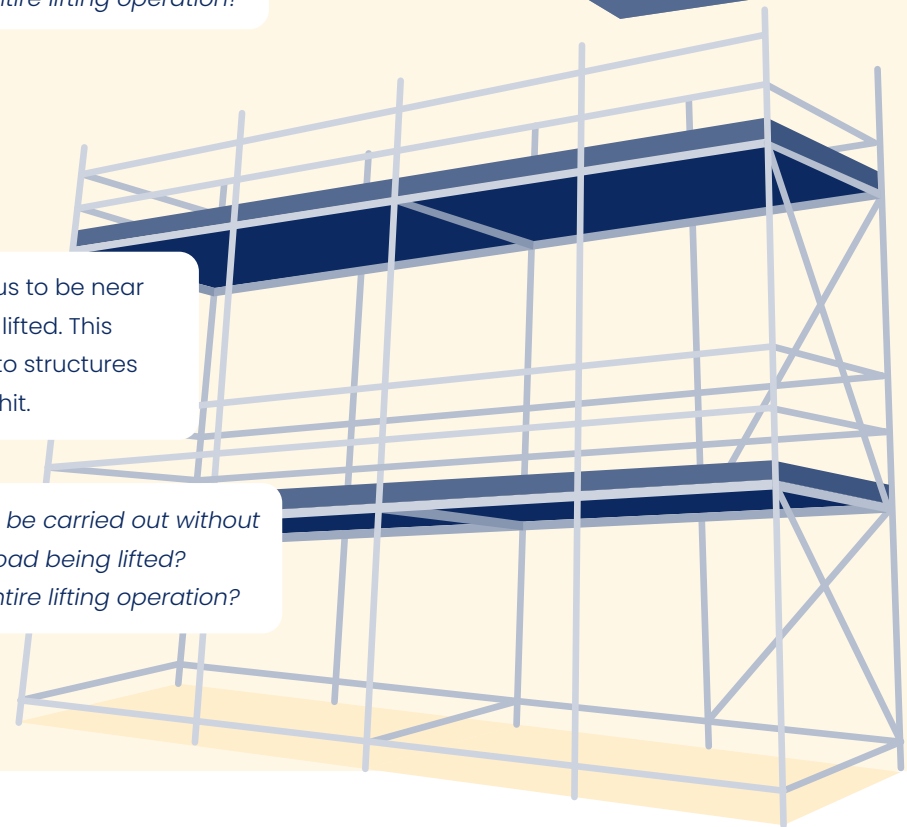 ntire lifting operation?
us to be near
lifted. This
to structures
hit.
be carried out without
oad being lifted?
ntire lifting operation?